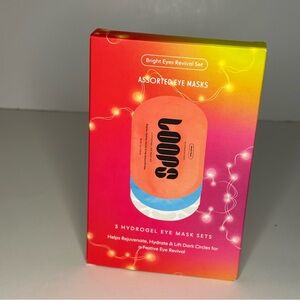 Bright Eyes Revival Set
ASSORTED EYE MASKS
LOOPS
3 HYDROGEL EYE MASK SETS
Helps Rejuvenate, Hydrate & Lift Dark Circles for
a Festive Eye Revival